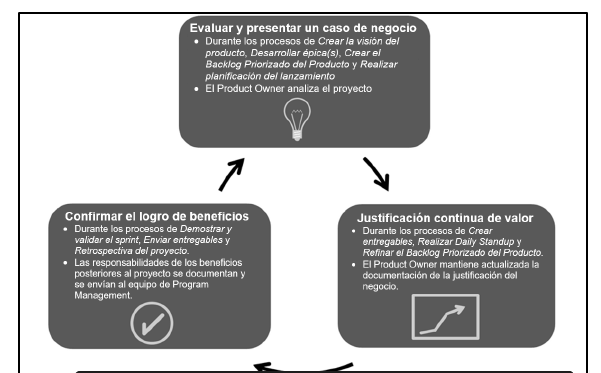 Evaluar y presentar un caso de negocio
• Durante los procesos de Crear la visión del
producto, Desarrollar épica(s), Crear el
Backlog Priorizado del Producto y Realizar
planificación del lanzamiento
• El Product Owner analiza el proyecto
Confirmar el logro de beneficios
• Durante los procesos de Demostrar y
validar el sprint, Enviar entregables y
Retrospectiva del proyecto.
• Las responsabilidades de los beneficios
posteriores al proyecto se documentan y
se envían al equipo de Program
Management.
Justificación continua de valor
• Durante los procesos de Crear
entregables, Realizar Daily Standup y
Refinar el Backlog Priorizado del Producto.
• El Product Owner mantiene actualizada la
documentación de la justificación del
negocio.